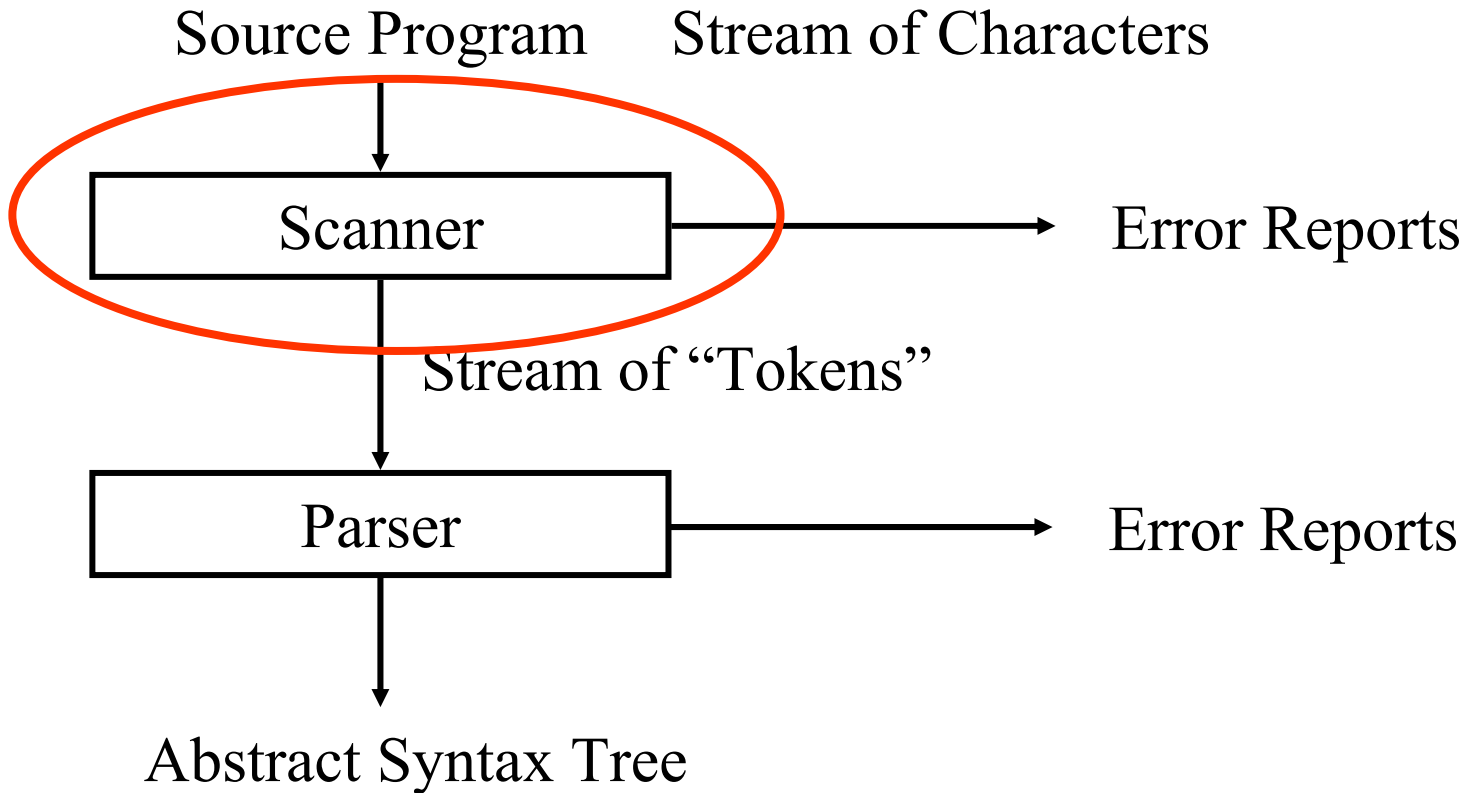 Source Program
Stream of Characters
Scanner
Error Reports
Stream of “Tokens”
Parser
Error Reports
Abstract Syntax Tree